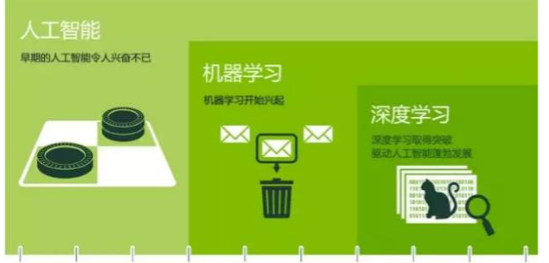 人工智能
早期的人工智能令人兴奋不已
机器学习
机器学习开始兴起
深度学习
深度学习取得突破
驱动人工智能蓬勃发展